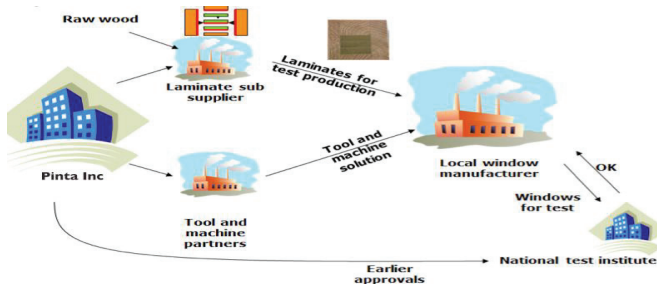 Raw wood
Laminate sub
supplier
Laminates for
test production
Pinta Inc
Tool and
machine
partners
Tool and
machine
solution
Local window
manufacturer
OK
Windows
for test
National test institute
Earlier
approvals